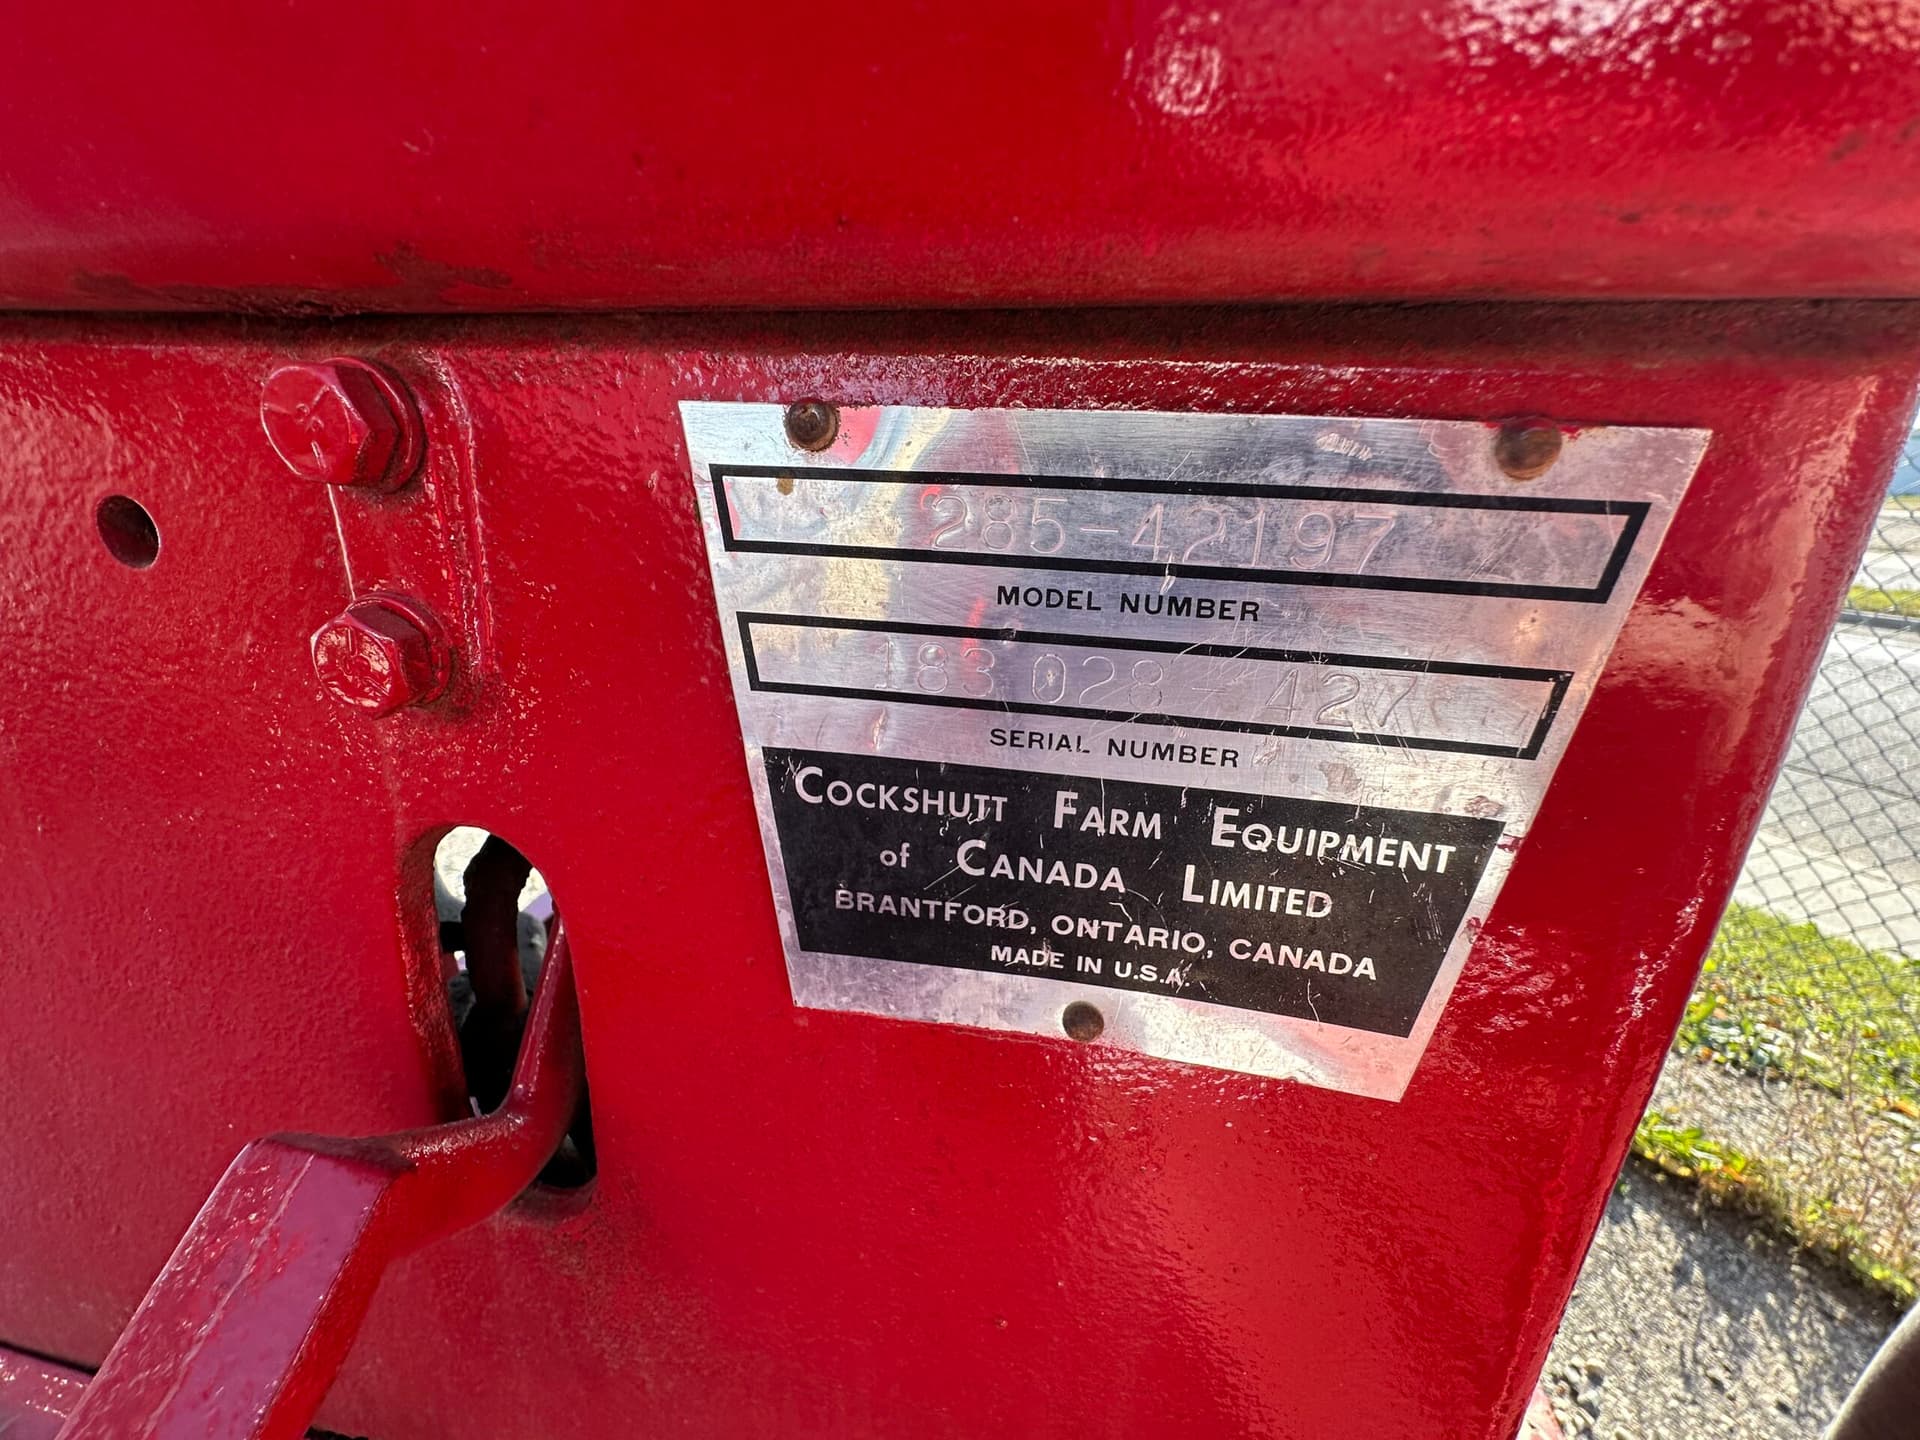 285-42197
MODEL NUMBER
183 028 - 427
SERIAL NUMBER
COCKSHUTT FARM EQUIPMENT
of CANADA LIMITED
BRANTFORD, ONTARIO, CANADA
MADE IN U.S.A.